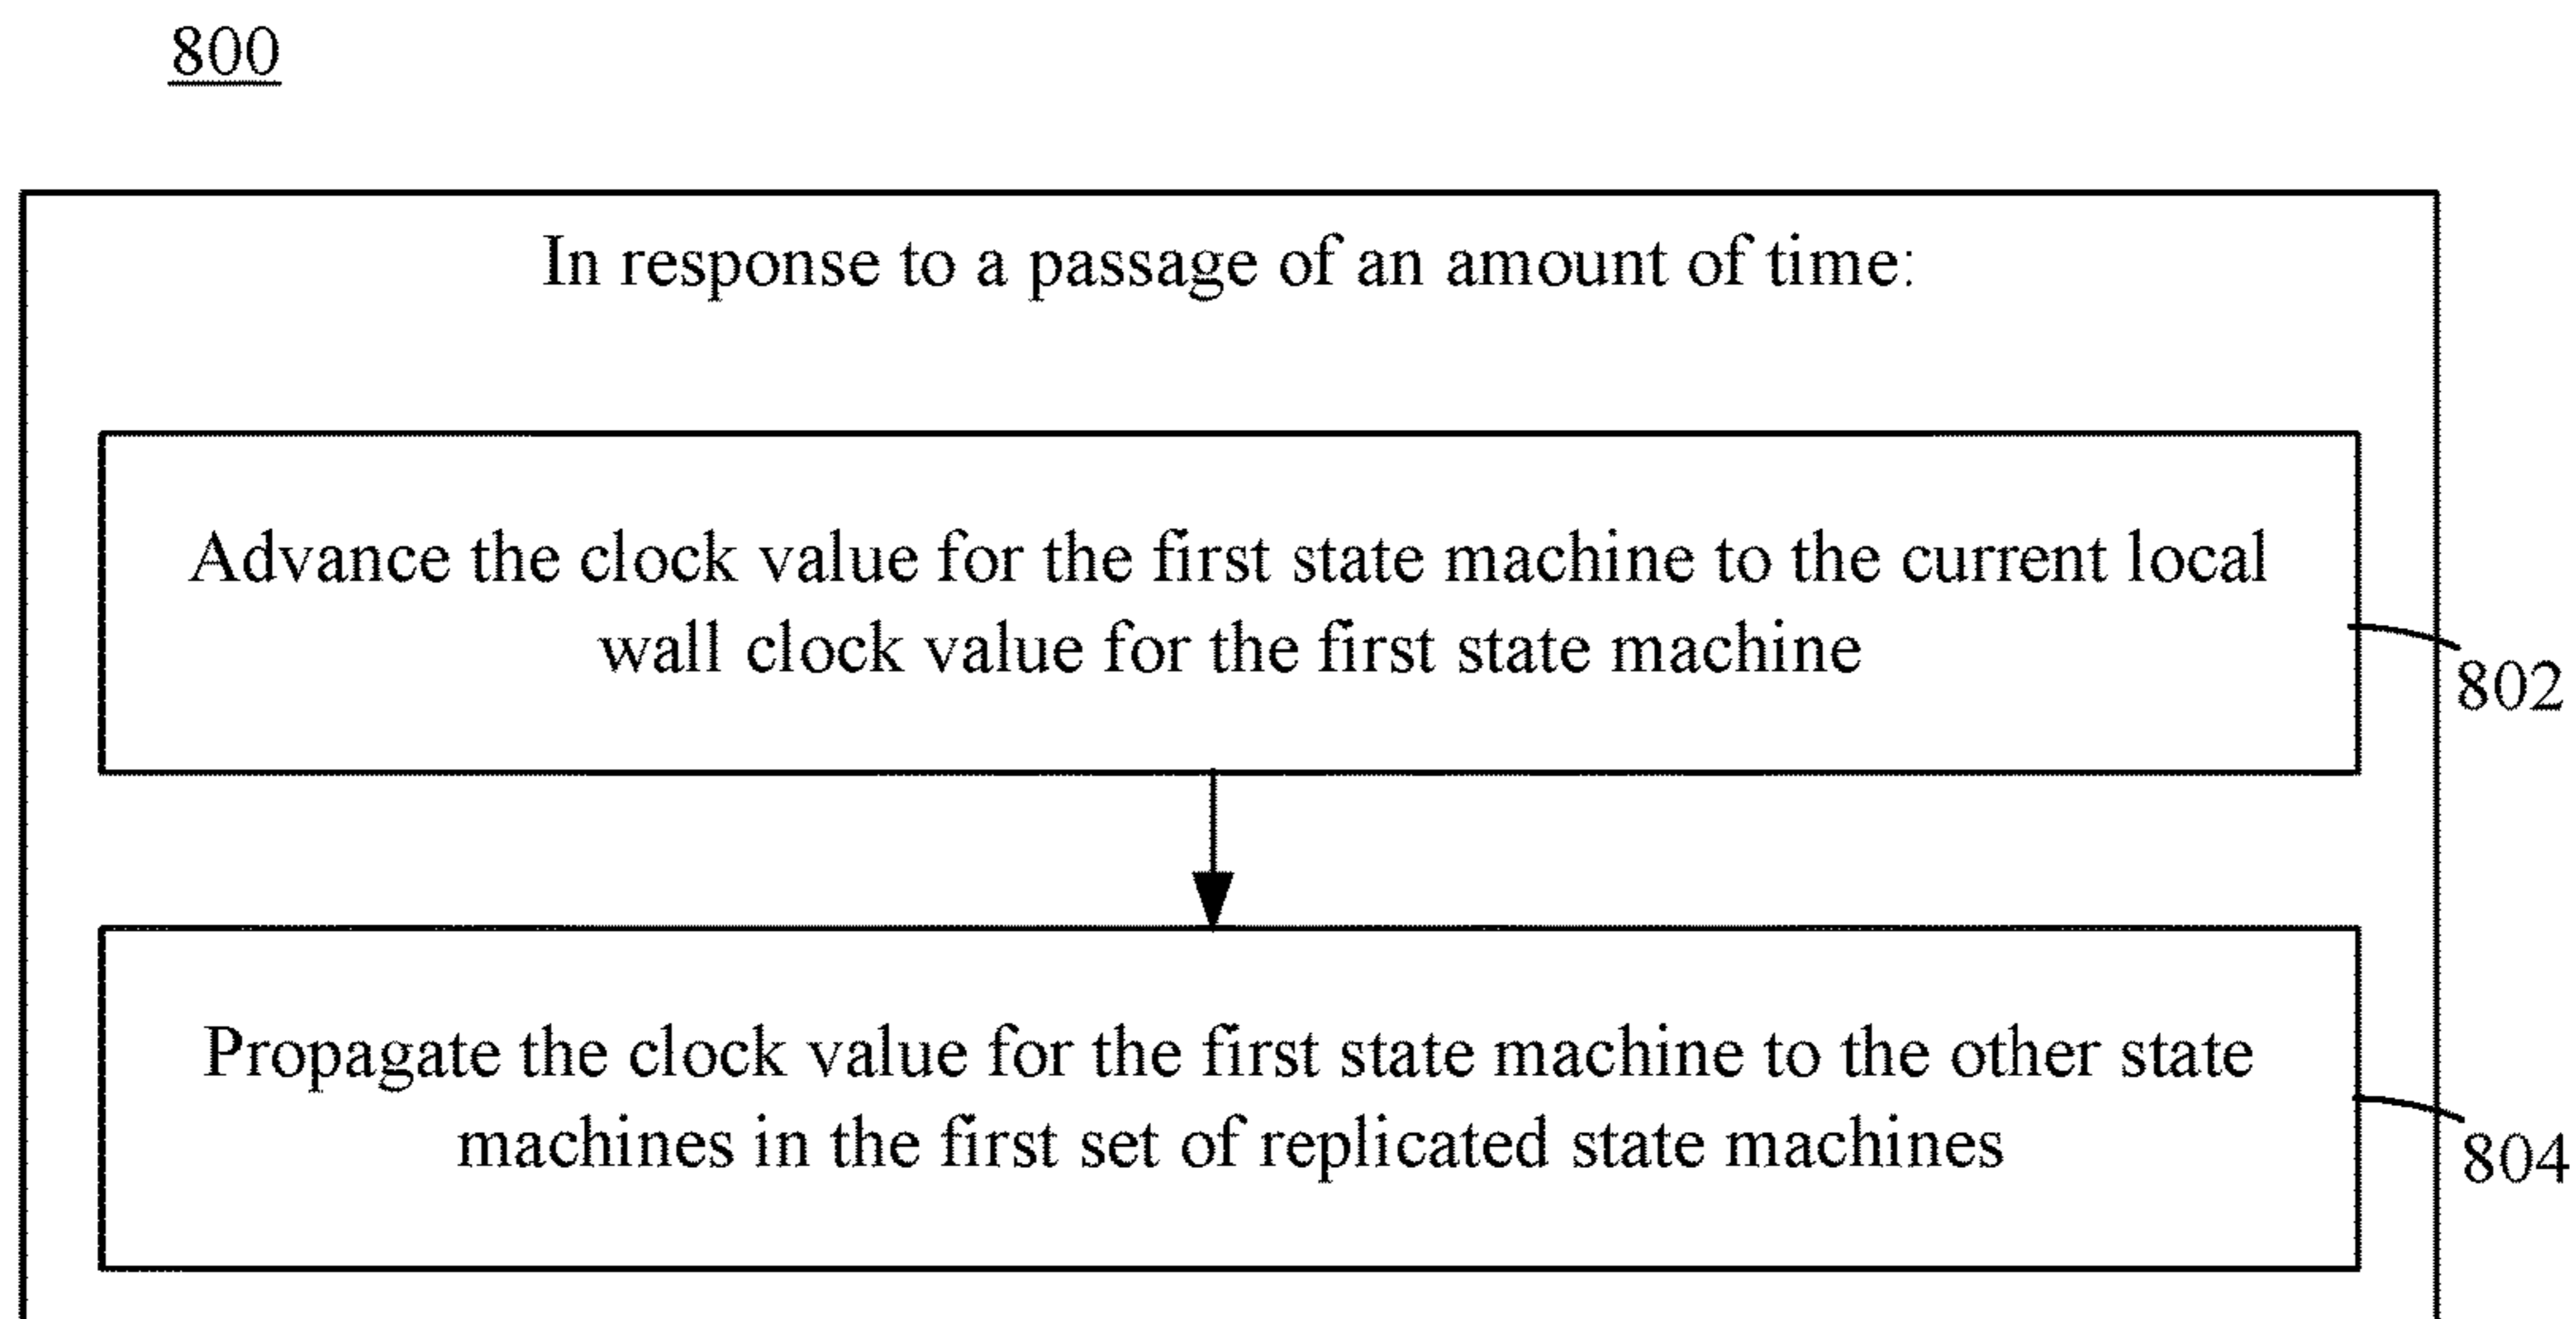 800
In response to a passage of an amount of time:
Advance the clock value for the first state machine to the current local
wall clock value for the first state machine
802
Propagate the clock value for the first state machine to the other state
machines in the first set of replicated state machines
804